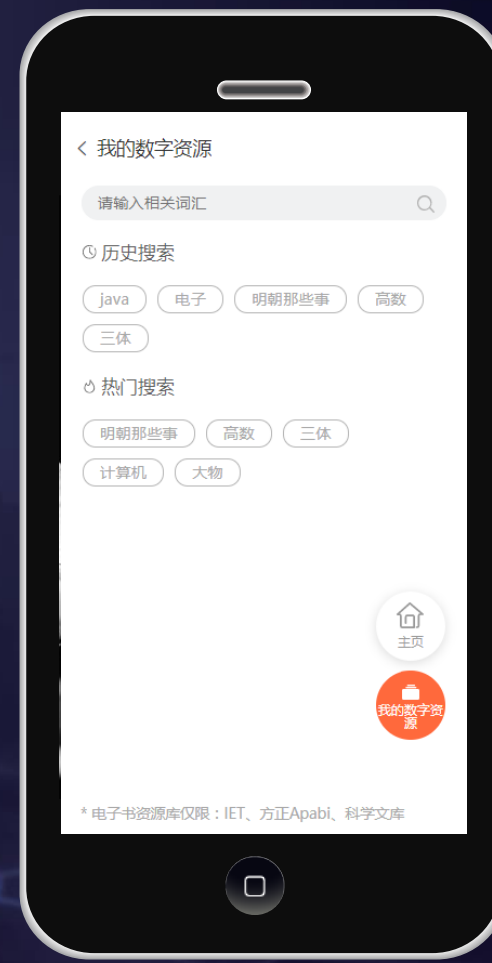 我的数字资源
请输入相关词汇
历史搜索
java 电子 明朝那些事 高数
三体
热门搜索
明朝那些事 高数 三体
计算机 大物
主页
我的数字资
源
* 电子书资源库仅限：IET、方正Apabi、科学文库